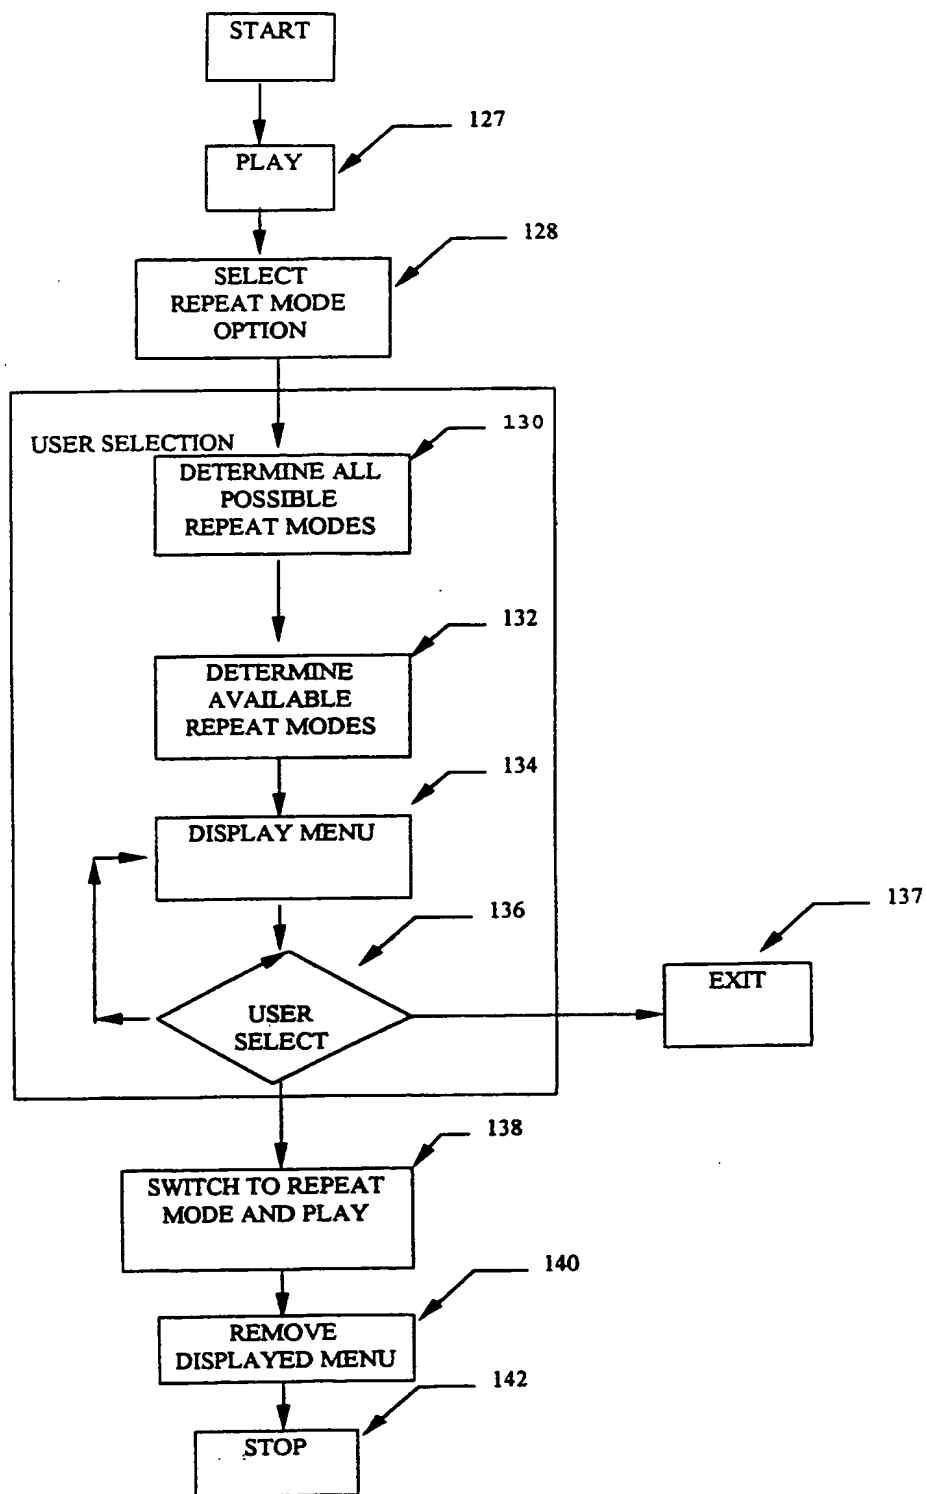 START
127
PLAY
128
SELECT
REPEAT MODE
OPTION
130
USER SELECTION
DETERMINE ALL
POSSIBLE
REPEAT MODES
132
DETERMINE
AVAILABLE
REPEAT MODES
134
DISPLAY MENU
136
137
USER
SELECT
EXIT
138
SWITCH TO REPEAT
MODE AND PLAY
140
REMOVE
DISPLAYED MENU
142
STOP